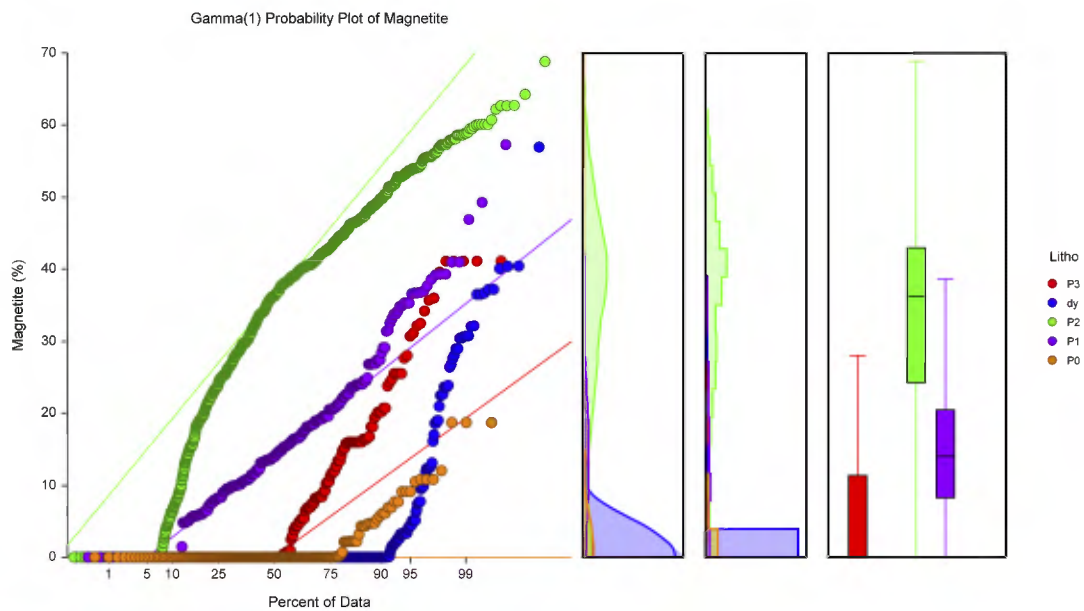 Gamma(1) Probability Plot of Magnetite
70
60
50
40
30
20
10
0
Magnetite (%)
1 5 10 25 50 75 90 95 99
Percent of Data
Litho
P3
dy
P2
P1
P0